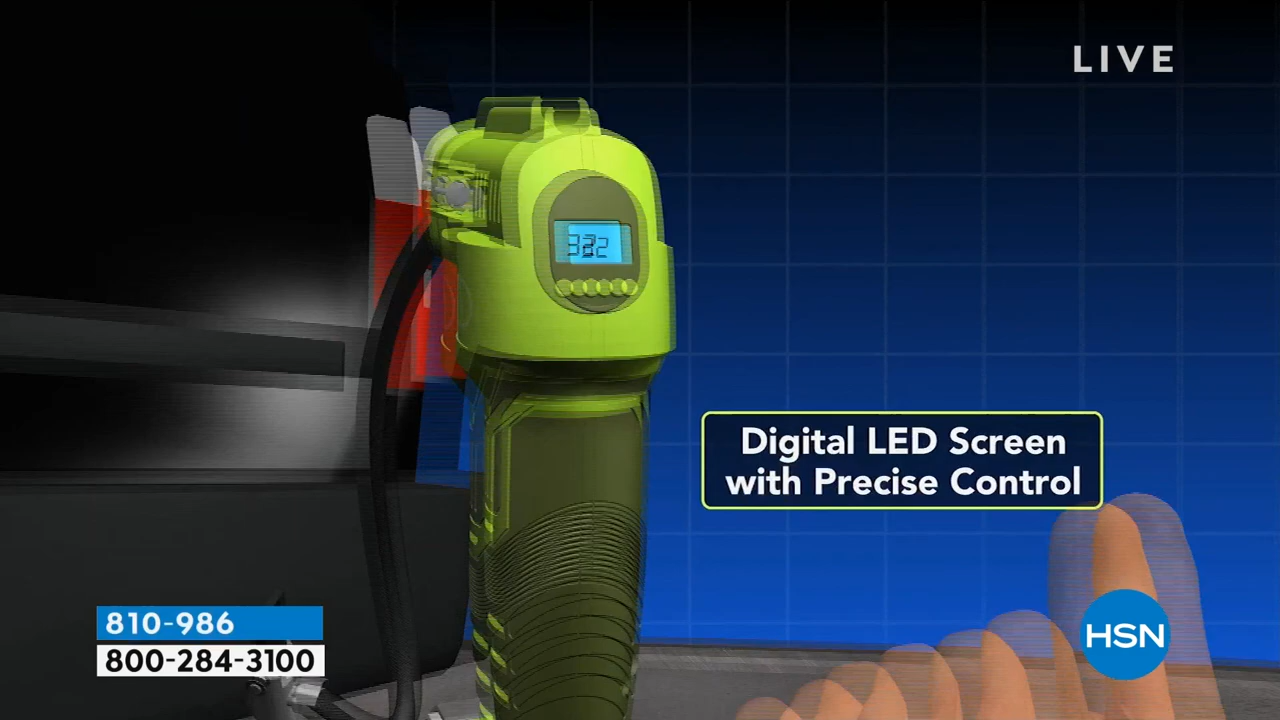 LIVE
Digital LED Screen
with Precise Control
810-986
800-284-3100
HSN